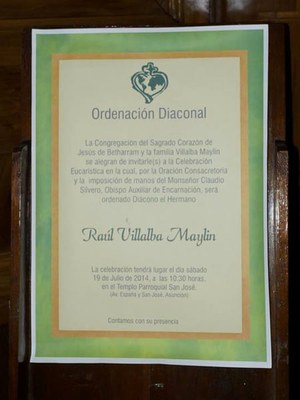 Ordenación Diaconal
La Congregación del Sagrado Corazón de
Jesús de Betharram y la familia Villalba Maylin
se alegran de invitarte(s) a la Celebración
Eucarística en la cual, por la Oración Consacretoria
y la imposición de manos del Monseñor Claudio
Silvero, Obispo Auxiliar de Encarnación, será
ordenado Diácono el Hermano
Raúl Villalba Maylin
La celebración tendrá lugar el día sábado
19 de Julio de 2014, a las 10:30 horas,
en el Templo Parroquial San José.
(Av. España y San José, Asunción)
Contamos con su presencia